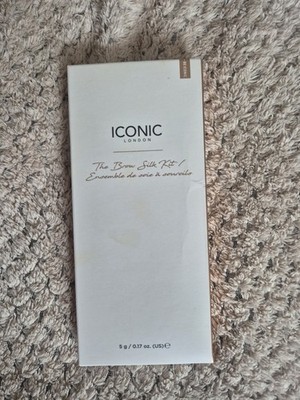 ICONIC
LONDON
The Brow Silk Kit /
Ensemble de soie à sourcils
5 g / 0.17 oz. (US) ℮